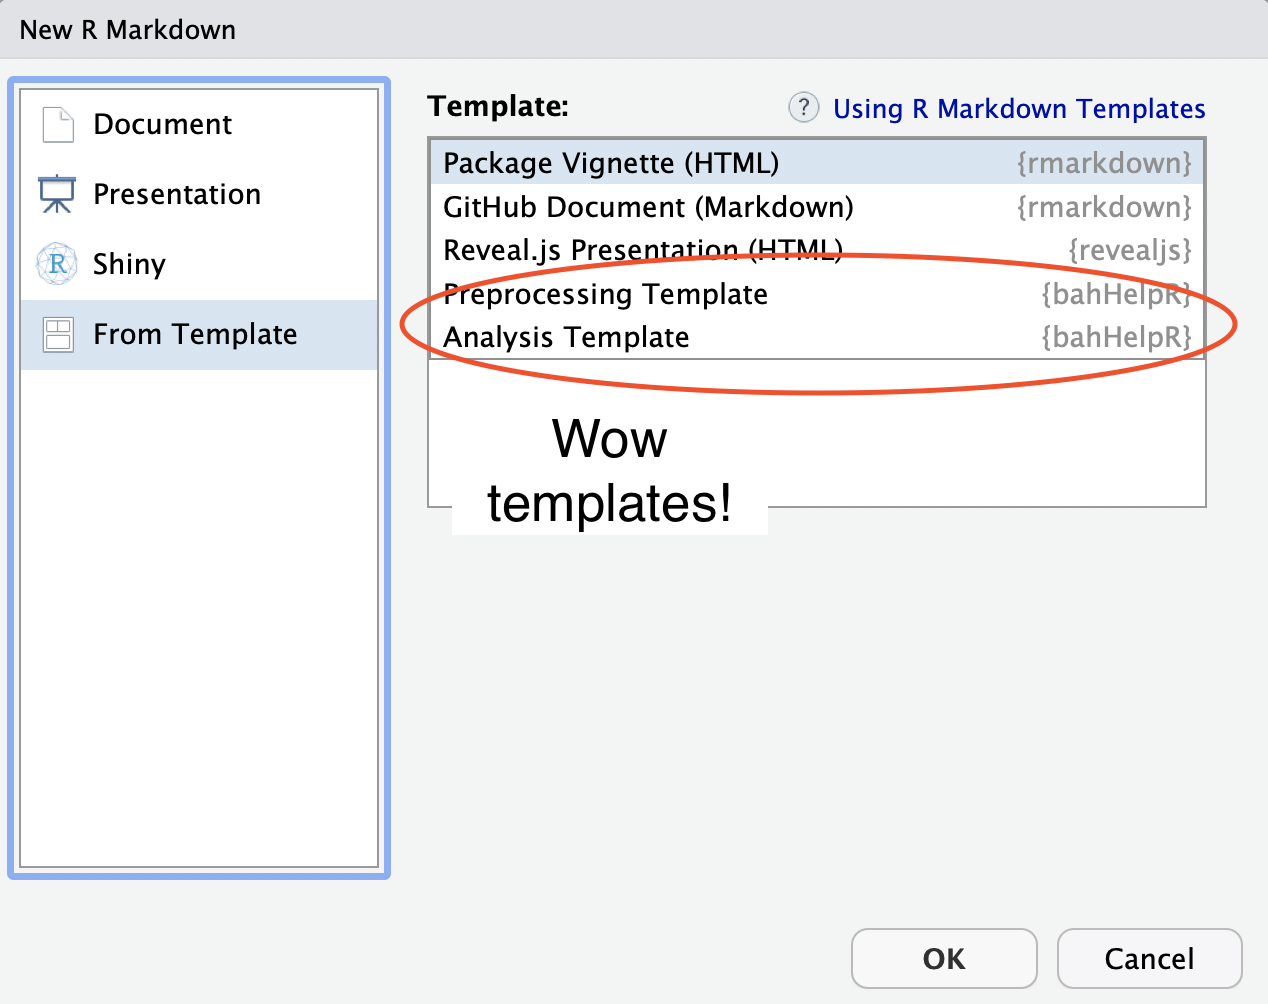 New R Markdown
Document
Presentation
Shiny
From Template
Template:
? Using R Markdown Templates
Package Vignette (HTML) {rmarkdown}
GitHub Document (Markdown) {rmarkdown}
Reveal.js Presentation (HTML) {revealjs}
Preprocessing Template {bahHelpR}
Analysis Template {bahHelpR}
Wow
templates!
OK Cancel